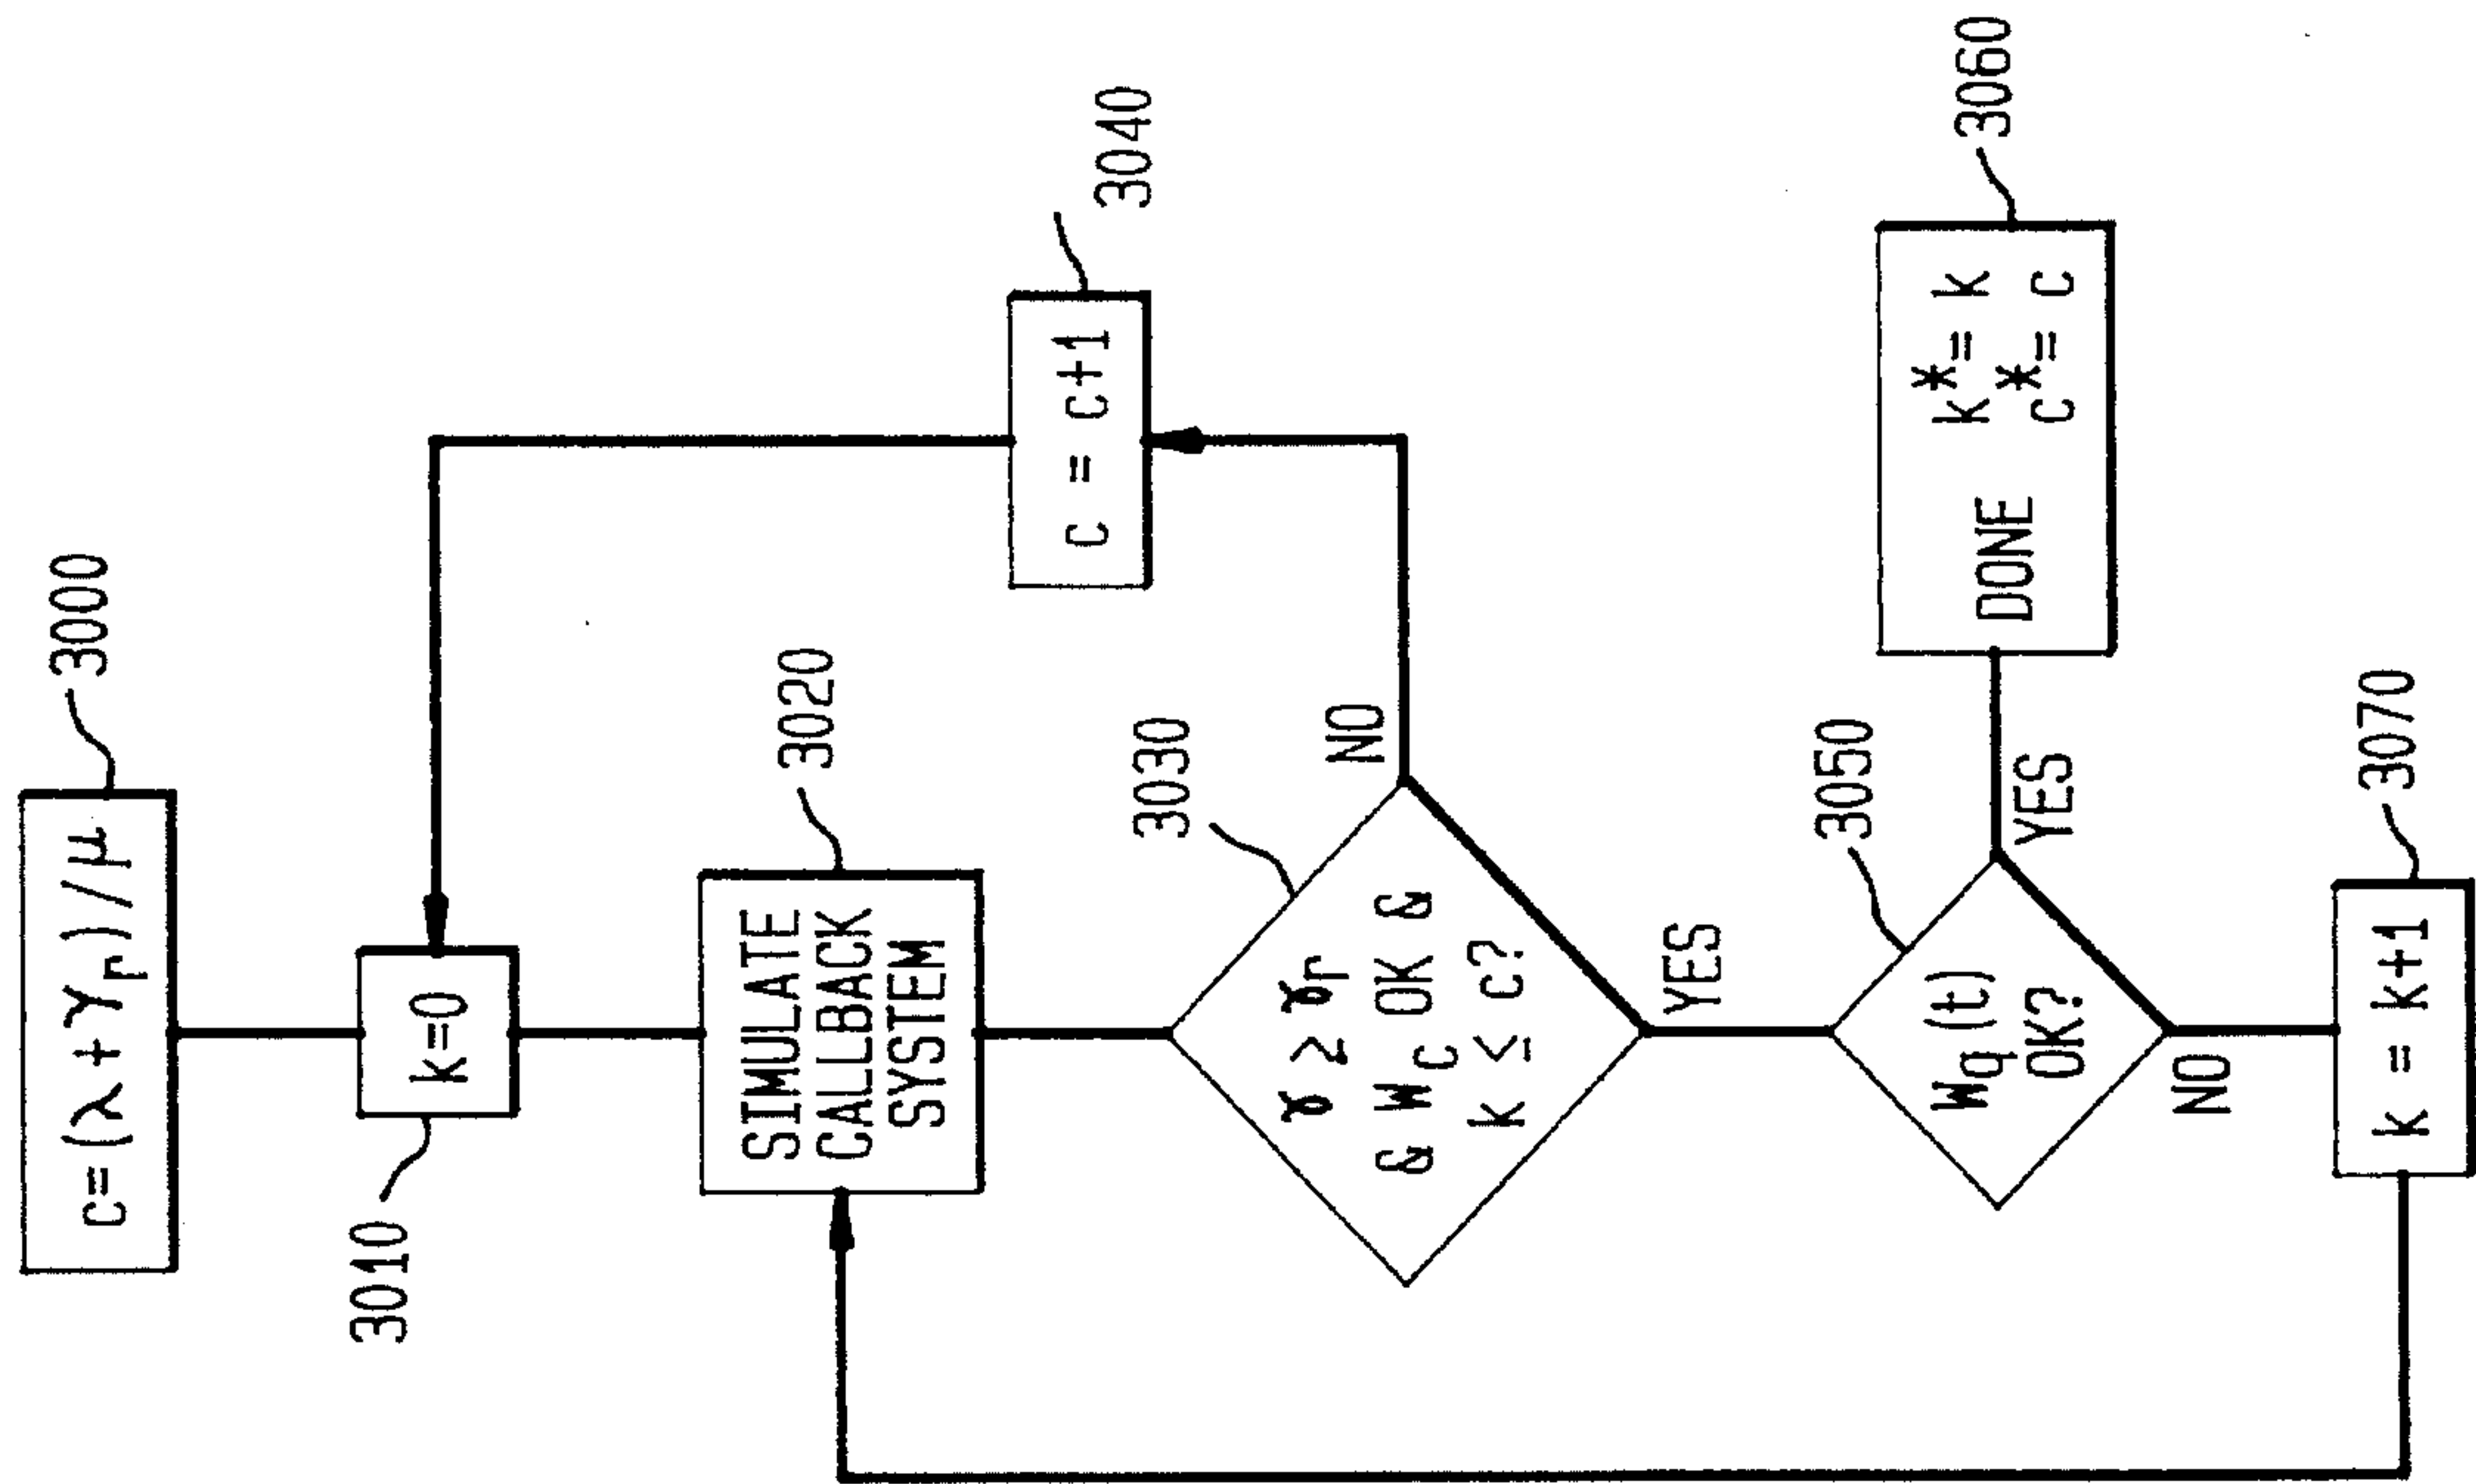 3000
c=(λ+γr)/μ
3010
k=0
3020
SIMULATE
CALLBACK
SYSTEM
3030
γ ≥ γr
& Wc OK &
k ≤ c?
NO
3040
c = c+1
YES
3050
Wq(t)
OK?
YES
3060
DONE
k*= k
c*= c
NO
3070
k = k+1